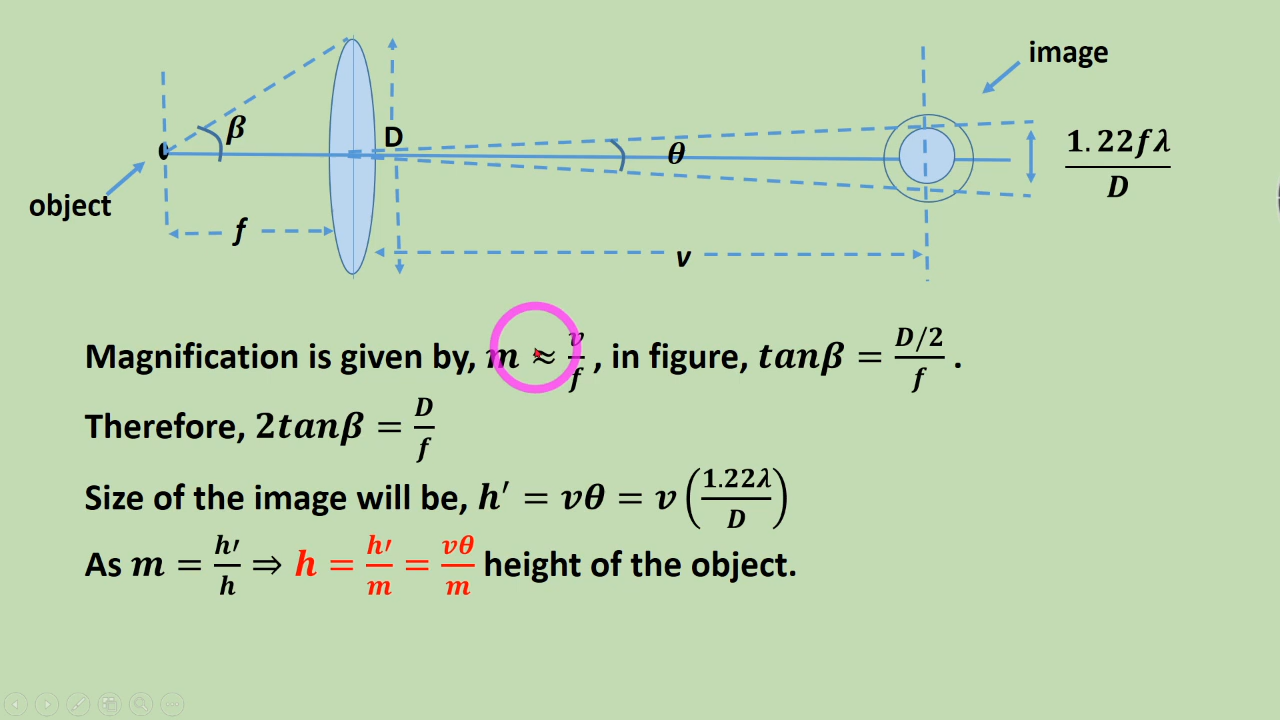 image
β
D
θ
1.22fλ/D
object
f
v
Magnification is given by, m ≈ v/f , in figure, tanβ = (D/2)/f .
Therefore, 2tanβ = D/f
Size of the image will be, h′ = vθ = v(1.22λ/D)
As m = h′/h ⇒ h = h′/m = vθ/m height of the object.